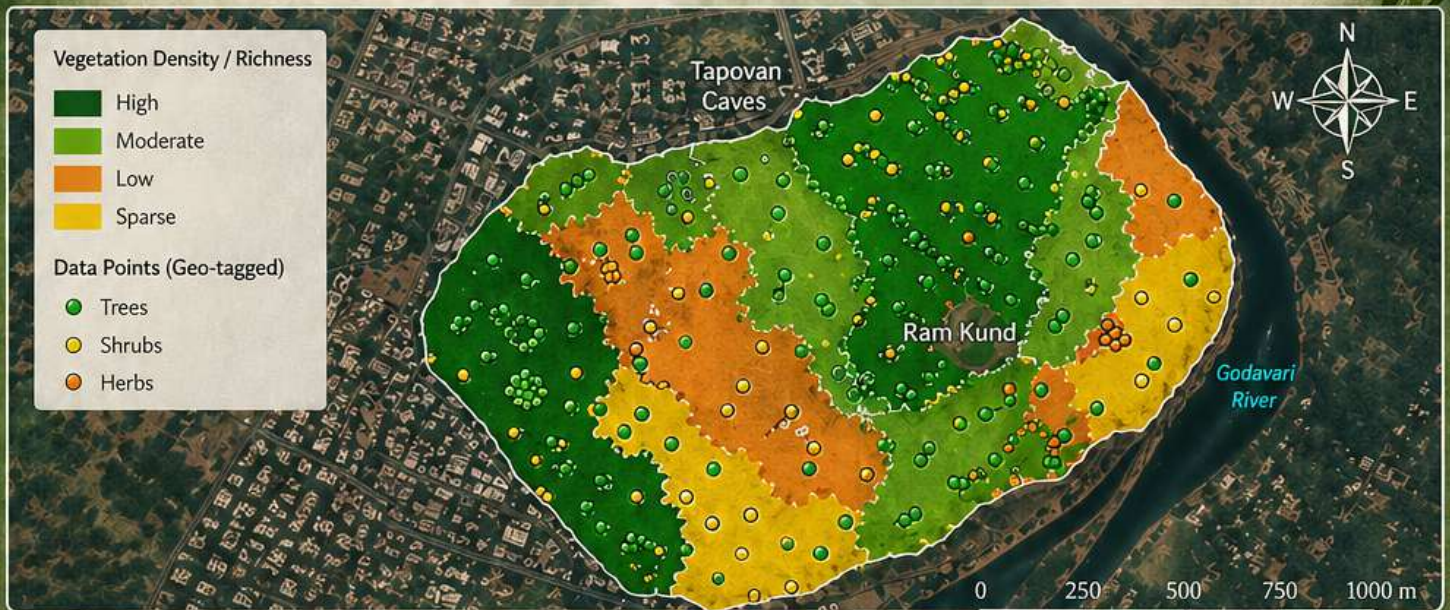 Vegetation Density / Richness
High
Moderate
Low
Sparse
Data Points (Geo-tagged)
Trees
Shrubs
Herbs
Tapovan
Caves
Ram Kund
Godavari
River
N
W E
S
0 250 500 750 1000 m